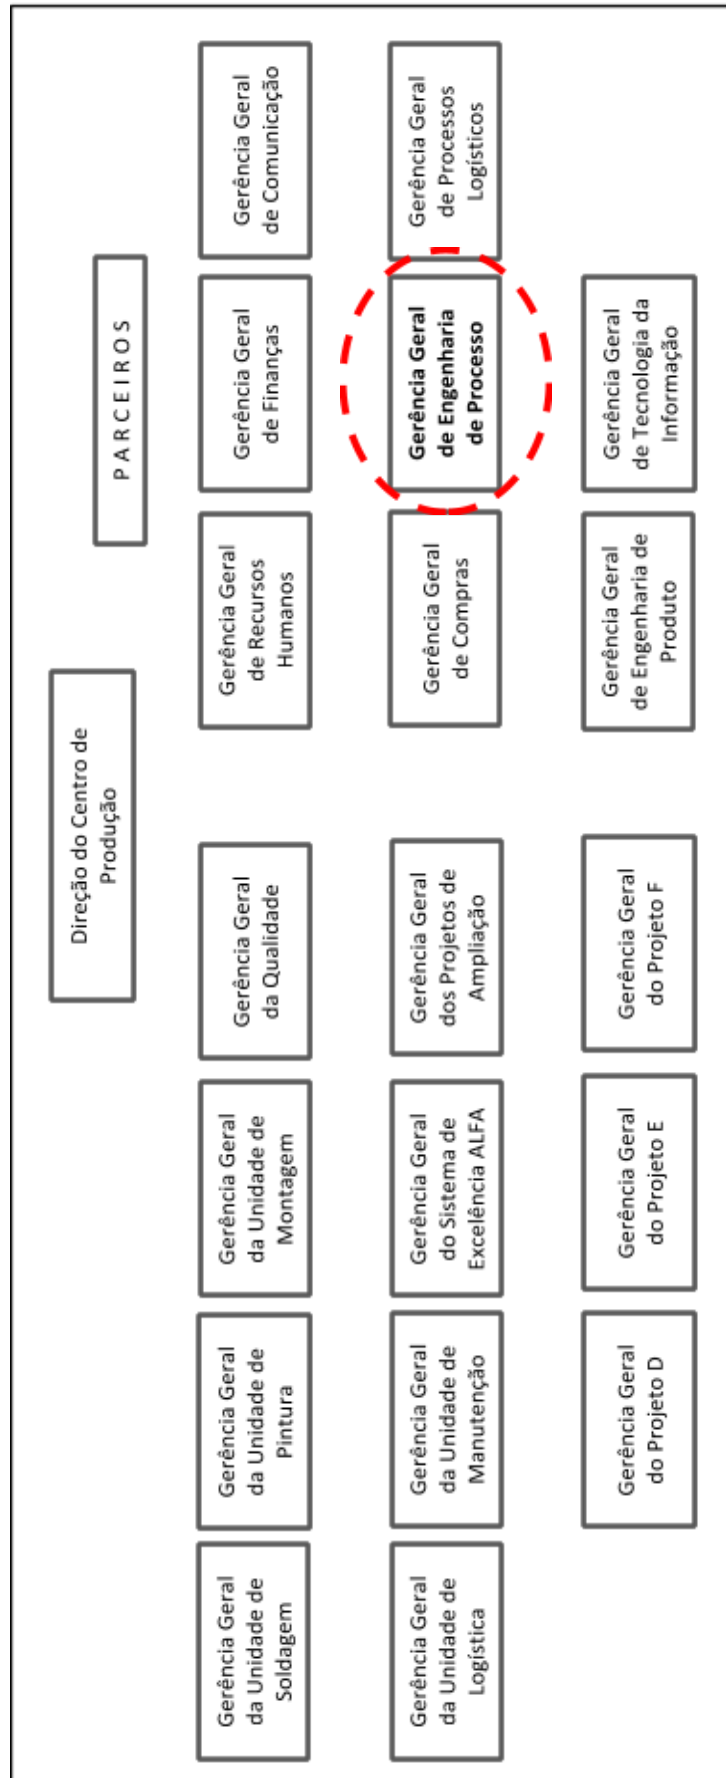 Direção do Centro de
Produção
PARCEIROS
Gerência Geral
da Unidade de
Soldagem
Gerência Geral
da Unidade de
Pintura
Gerência Geral
da Unidade de
Montagem
Gerência Geral
da Qualidade
Gerência Geral
de Recursos
Humanos
Gerência Geral
de Finanças
Gerência Geral
de Comunicação
Gerência Geral
da Unidade de
Logística
Gerência Geral
da Unidade de
Manutenção
Gerência Geral
do Sistema de
Excelência ALFA
Gerência Geral
dos Projetos de
Ampliação
Gerência Geral
de Compras
Gerência Geral
de Engenharia
de Processo
Gerência Geral
de Processos
Logísticos
Gerência Geral
do Projeto D
Gerência Geral
do Projeto E
Gerência Geral
do Projeto F
Gerência Geral
de Engenharia de
Produto
Gerência Geral
de Tecnologia da
Informação